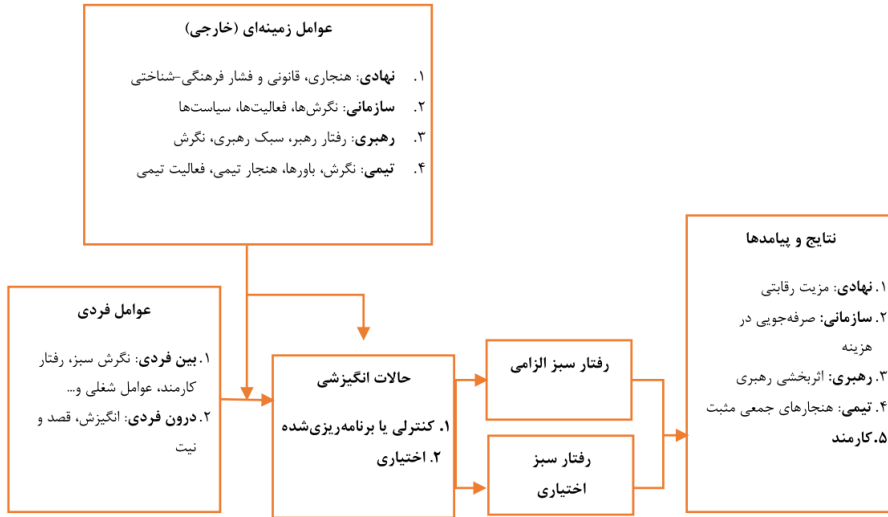 عوامل زمینه‌ای (خارجی)
۱. نهادی: هنجاری، قانونی و فشار فرهنگی-شناختی
۲. سازمانی: نگرش‌ها، فعالیت‌ها، سیاست‌ها
۳. رهبری: رفتار رهبر، سبک رهبری، نگرش
۴. تیمی: نگرش، باورها، هنجار تیمی، فعالیت تیمی
عوامل فردی
۱. بین فردی: نگرش سبز، رفتار
کارمند، عوامل شغلی و...
۲. درون فردی: انگیزش، قصد و
نیت
حالات انگیزشی
۱. کنترلی یا برنامه‌ریزی‌شده
۲. اختیاری
رفتار سبز الزامی
رفتار سبز
اختیاری
نتایج و پیامدها
۱. نهادی: مزیت رقابتی
۲. سازمانی: صرفه‌جویی در
هزینه
۳. رهبری: اثربخشی رهبری
۴. تیمی: هنجارهای جمعی مثبت
۵. کارمند